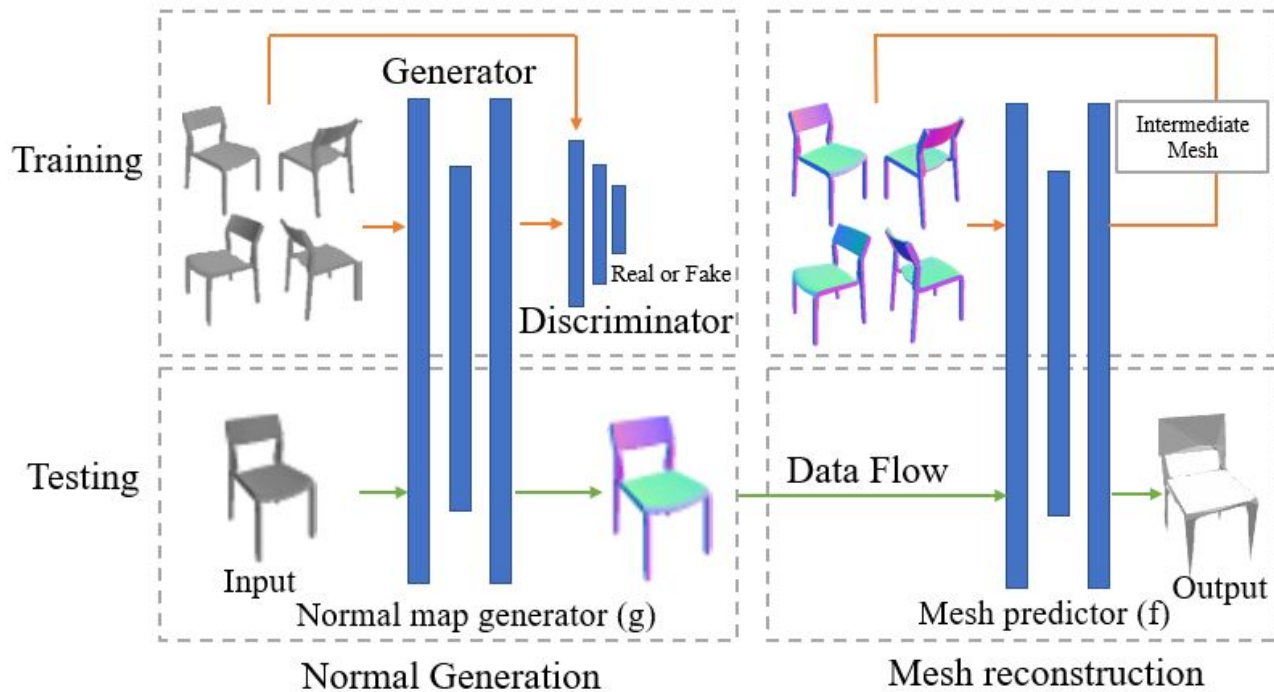 Generator
Training
Intermediate
Mesh
Real or Fake
Discriminator
Testing
Data Flow
Input
Output
Normal map generator (g)
Mesh predictor (f)
Normal Generation
Mesh reconstruction